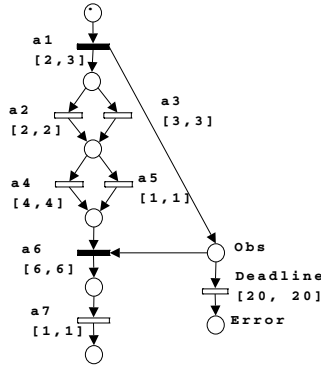 a1
[2,3]
a2
[2,2]
a3
[3,3]
a4
[4,4]
a5
[1,1]
a6
[6,6]
Obs
Deadline
[20, 20]
a7
[1,1]
Error